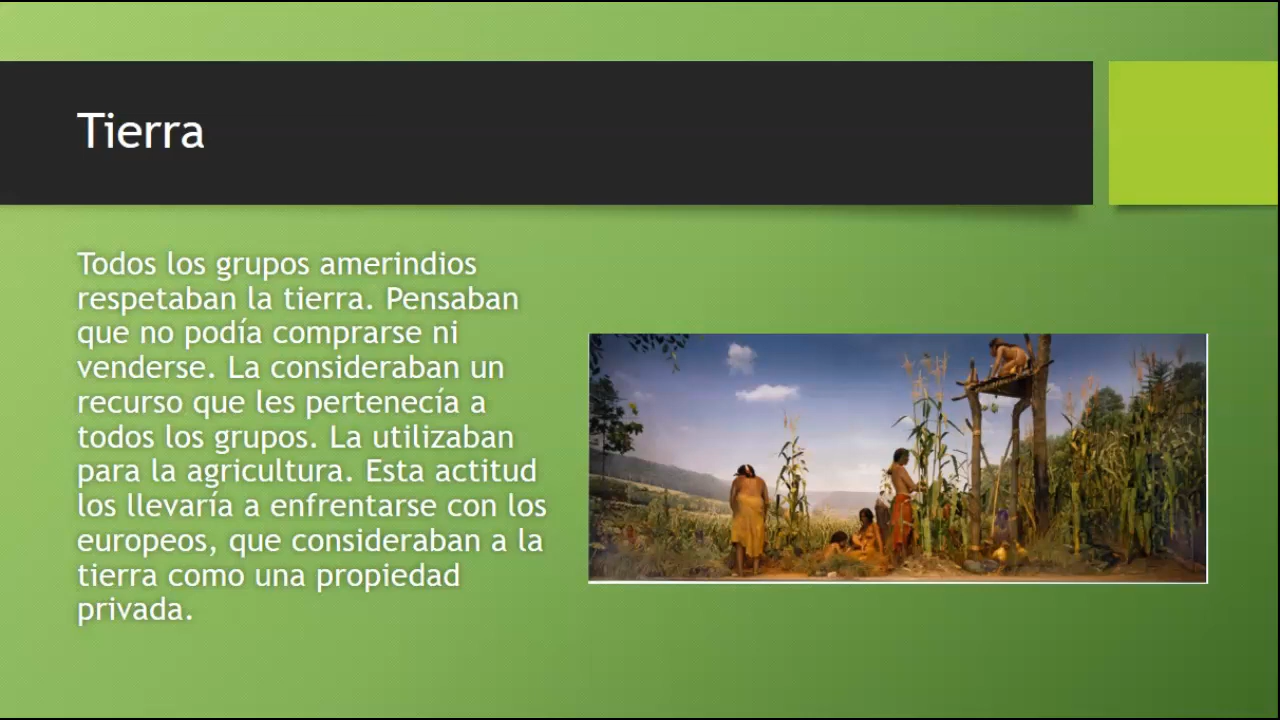 Tierra
Todos los grupos amerindios
respetaban la tierra. Pensaban
que no podía comprarse ni
venderse. La consideraban un
recurso que les pertenecía a
todos los grupos. La utilizaban
para la agricultura. Esta actitud
los llevaría a enfrentarse con los
europeos, que consideraban a la
tierra como una propiedad
privada.